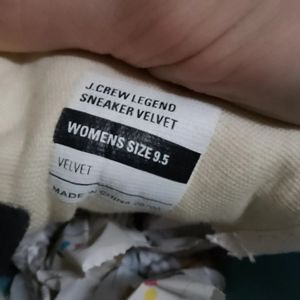 J.CREW LEGEND
SNEAKER VELVET
WOMENS SIZE 9.5
VELVET
MADE IN CHINA